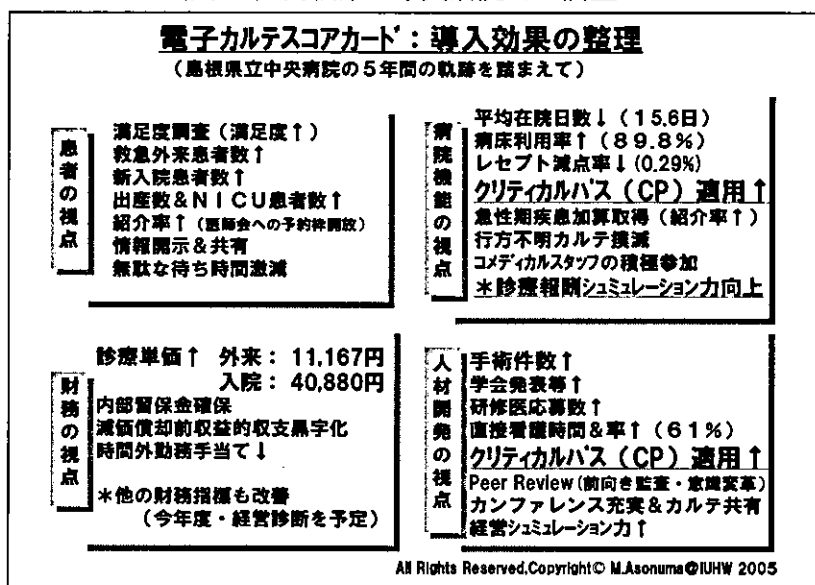 電子カルテスコアカード：導入効果の整理
（島根県立中央病院の５年間の軌跡を踏まえて）
患者の視点
満足度調査（満足度↑）
救急外来患者数↑
新入院患者数↑
出産数＆ＮＩＣＵ患者数↑
紹介率↑（医師会への予約枠開放）
情報開示＆共有
無駄な待ち時間激減
病院機能の視点
平均在院日数↓（１５.６日）
病床利用率↑（８９.８％）
レセプト減点率↓（0.29％）
クリティカルパス（ＣＰ）適用↑
急性期疾患加算取得（紹介率↑）
行方不明カルテ撲滅
コメディカルスタッフの積極参加
＊診療報酬シュミュレーション力向上
財務の視点
診療単価↑ 外来：11,167円
入院：40,880円
内部留保金確保
減価償却前収益的収支黒字化
時間外勤務手当て↓
＊他の財務指標も改善
（今年度・経営診断を予定）
人材開発の視点
手術件数↑
学会発表等↑
研修医応募数↑
直接看護時間＆率↑（６１％）
クリティカルパス（ＣＰ）適用↑
Peer Review（前向き監査・意識変革）
カンファレンス充実＆カルテ共有
経営シュミュレーション力↑
All Rights Reserved,Copyright© M.Asonuma@IUHW 2005